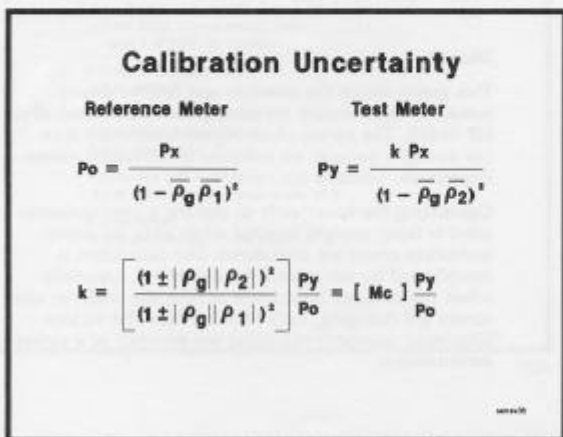 Calibration Uncertainty
Reference Meter Test Meter
Po = Px / (1 - ρ̅g ρ̅1)² Py = k Px / (1 - ρ̅g ρ̅2)²
k = [ (1 ± |ρg||ρ2|)² / (1 ± |ρg||ρ1|)² ] Py/Po = [ Mc ] Py/Po